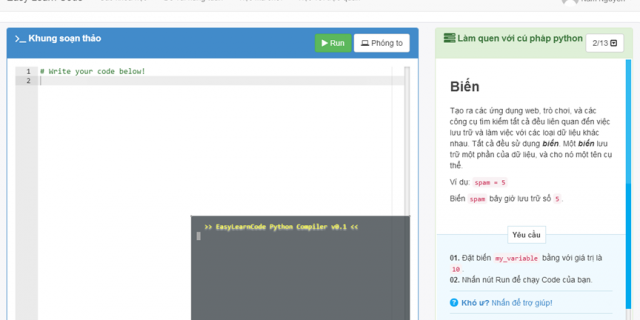 >_ Khung soạn thảo
Run
Phóng to
1 # Write your code below!
2
>> EasyLearnCode Python Compiler v0.1 <<
Làm quen với cú pháp python
2/13
Biến
Tạo ra các ứng dụng web, trò chơi, và các
công cụ tìm kiếm tất cả đều liên quan đến việc
lưu trữ và làm việc với các loại dữ liệu khác
nhau. Tất cả đều sử dụng biến. Một biến lưu
trữ một phần của dữ liệu, và cho nó một tên cụ
thể.
Ví dụ: spam = 5
Biến spam bây giờ lưu trữ số 5.
Yêu cầu
01. Đặt biến my_variable bằng với giá trị là
10.
02. Nhấn nút Run để chạy Code của bạn.
Khó ư? Nhấn để trợ giúp!